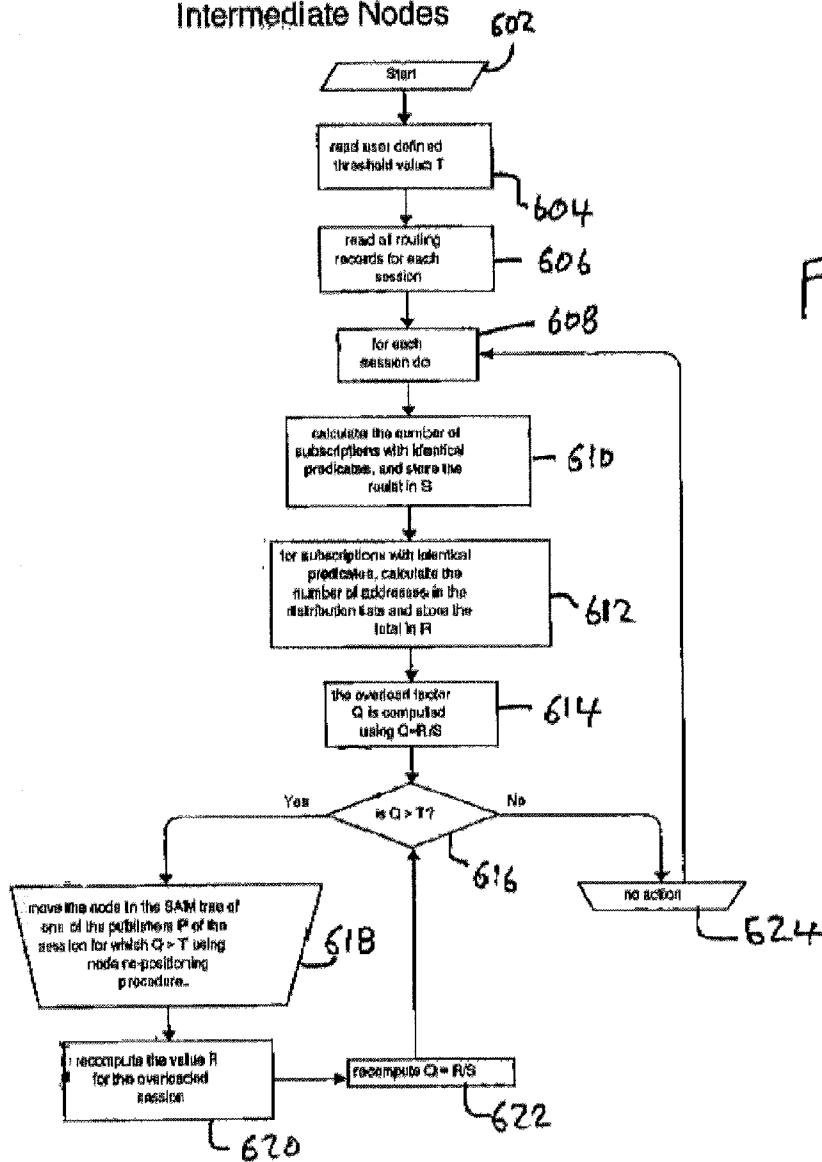 Intermediate Nodes
602
Start
read user defined
threshold value T
604
read all routing
records for each
session
606
608
for each
session do
calculate the number of
subscriptions with identical
predicates, and store the
result in S
610
for subscriptions with identical
predicates, calculate the
number of addresses in the
distribution lists and store the
total in R
612
the overload factor
Q is computed
using Q=R/S
614
Yes
is Q > T?
No
616
move the node in the SAM tree of
one of the publishers P of the
session for which Q > T using
node re-positioning
procedure.
618
no action
624
recompute the value R
for the overloaded
session
620
recompute Q = R/S
622